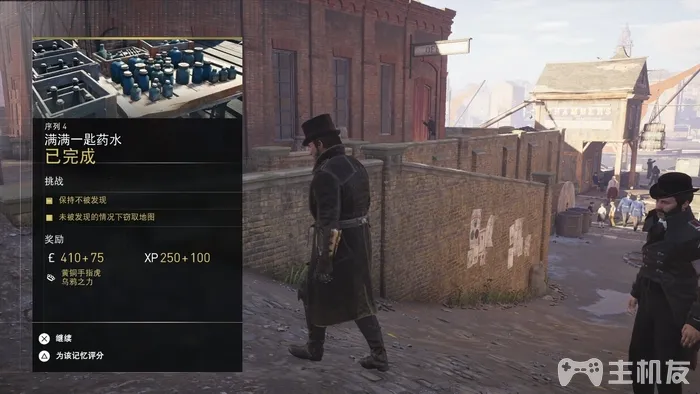 序列 4
满满一匙药水
已完成
挑战
保持不被发现
未被发现的情况下窃取地图
奖励
£ 410+75 XP 250+100
黄铜手指虎
乌鸦之力
继续
为该记忆评分
主机友